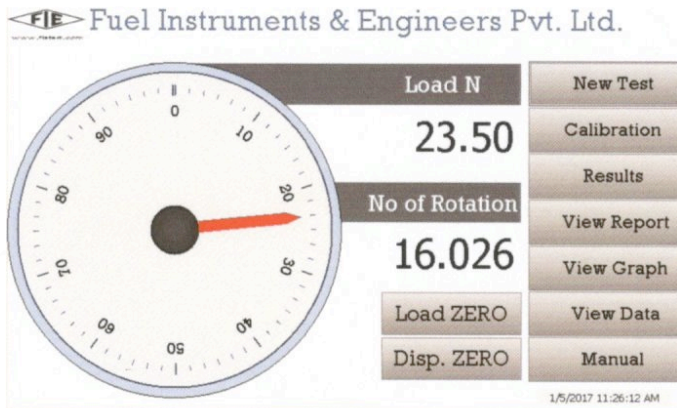 FIE Fuel Instruments & Engineers Pvt. Ltd.
Load N
23.50
No of Rotation
16.026
Load ZERO
Disp. ZERO
0
10
20
30
40
50
60
70
80
90
New Test
Calibration
Results
View Report
View Graph
View Data
Manual
1/5/2017 11:26:12 AM